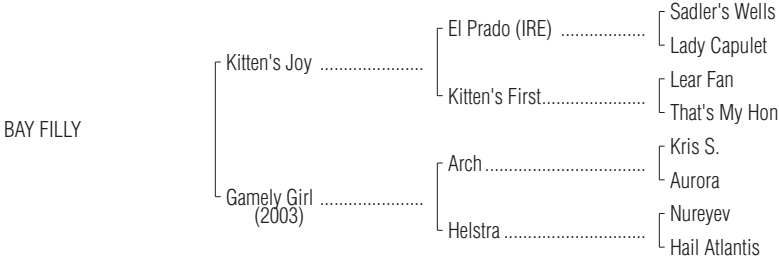 Sadler's Wells
El Prado (IRE) ...................
Lady Capulet
Kitten's Joy .......................
Lear Fan
Kitten's First.......................
That's My Hon
BAY FILLY
Kris S.
Arch....................................
Aurora
Gamely Girl .......................
(2003)
Nureyev
Helstra ................................
Hail Atlantis